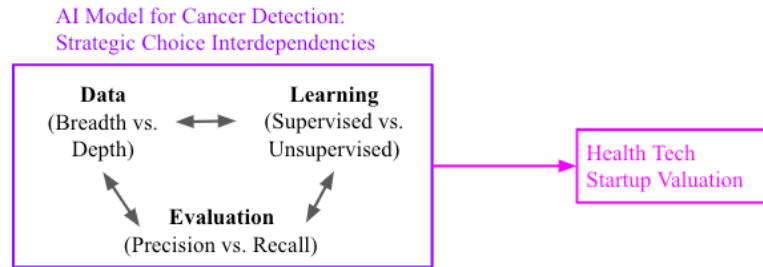 AI Model for Cancer Detection:
Strategic Choice Interdependencies
Data
(Breadth vs.
Depth)
Learning
(Supervised vs.
Unsupervised)
Evaluation
(Precision vs. Recall)
Health Tech
Startup Valuation